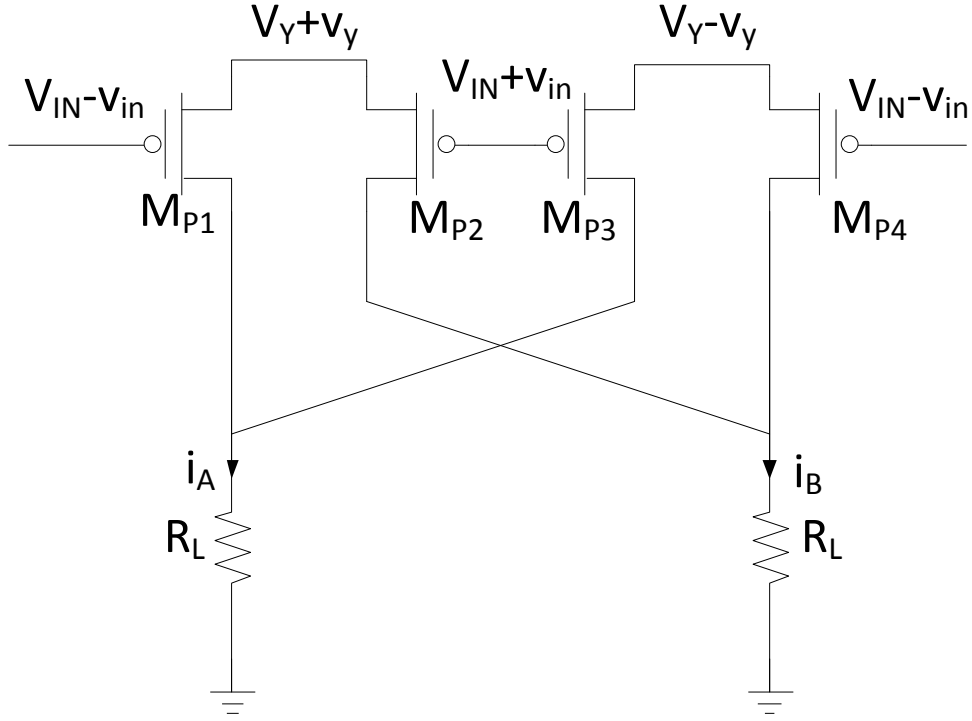 V_Y+v_y
V_Y-v_y
V_IN-v_in
V_IN+v_in
V_IN-v_in
M_P1
M_P2
M_P3
M_P4
i_A
i_B
R_L
R_L